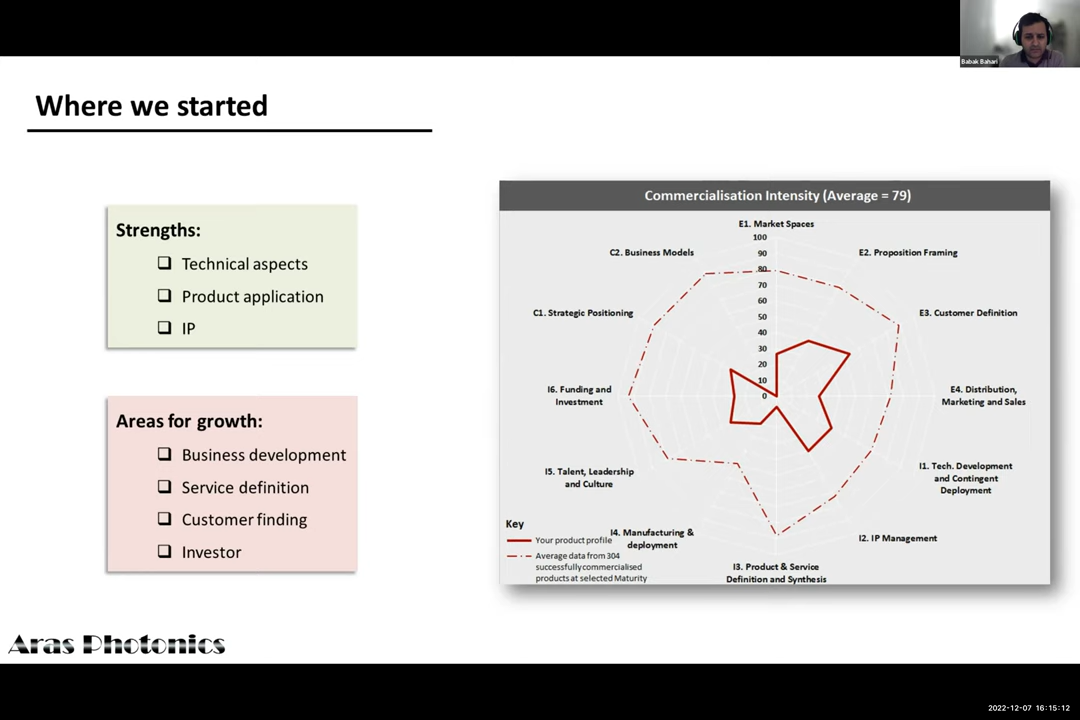 Babak Bahari
Where we started
Strengths:
❑ Technical aspects
❑ Product application
❑ IP
Areas for growth:
❑ Business development
❑ Service definition
❑ Customer finding
❑ Investor
Commercialisation Intensity (Average = 79)
E1. Market Spaces
E2. Proposition Framing
E3. Customer Definition
E4. Distribution,
Marketing and Sales
I1. Tech. Development
and Contingent
Deployment
I2. IP Management
I3. Product & Service
Definition and Synthesis
I4. Manufacturing &
deployment
I5. Talent, Leadership
and Culture
I6. Funding and
Investment
C1. Strategic Positioning
C2. Business Models
100
90
80
70
60
50
40
30
20
10
0
Key
Your product profile
Average data from 304
successfully commercialised
products at selected Maturity
Aras Photonics
2022-12-07 16:15:12